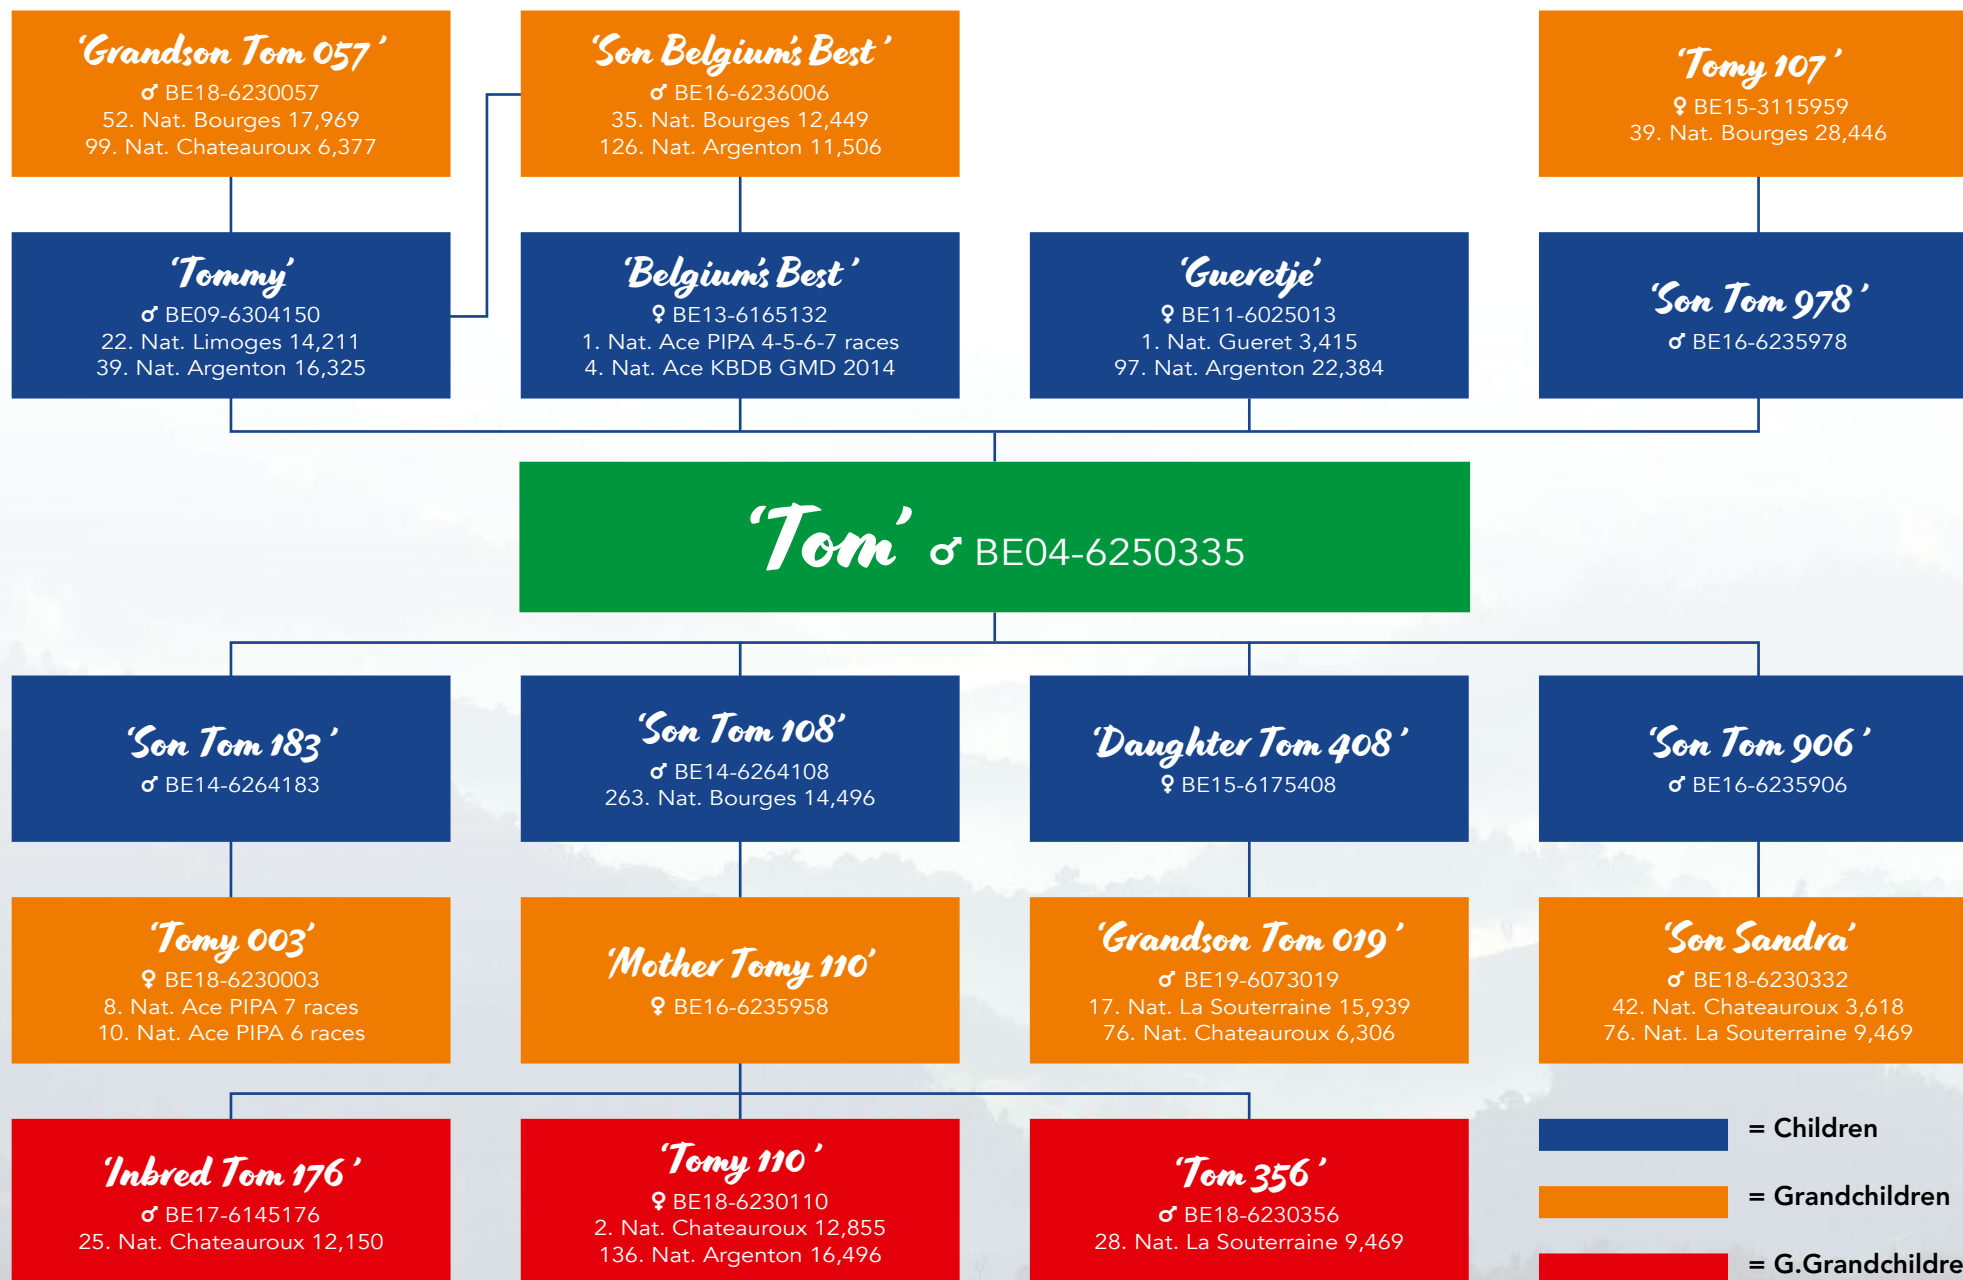 'Grandson Tom 057'
♂ BE18-6230057
52. Nat. Bourges 17,969
99. Nat. Chateauroux 6,377
'Son Belgium's Best'
♂ BE16-6236006
35. Nat. Bourges 12,449
126. Nat. Argenton 11,506
'Tomy 107'
♀ BE15-3115959
39. Nat. Bourges 28,446
'Tommy'
♂ BE09-6304150
22. Nat. Limoges 14,211
39. Nat. Argenton 16,325
'Belgium's Best'
♀ BE13-6165132
1. Nat. Ace PIPA 4-5-6-7 races
4. Nat. Ace KBDB GMD 2014
'Gueretje'
♀ BE11-6025013
1. Nat. Gueret 3,415
97. Nat. Argenton 22,384
'Son Tom 978'
♂ BE16-6235978
'Tom' ♂ BE04-6250335
'Son Tom 183'
♂ BE14-6264183
'Son Tom 108'
♂ BE14-6264108
263. Nat. Bourges 14,496
'Daughter Tom 408'
♀ BE15-6175408
'Son Tom 906'
♂ BE16-6235906
'Tomy 003'
♀ BE18-6230003
8. Nat. Ace PIPA 7 races
10. Nat. Ace PIPA 6 races
'Mother Tomy 110'
♀ BE16-6235958
'Grandson Tom 019'
♂ BE19-6073019
17. Nat. La Souterraine 15,939
76. Nat. Chateauroux 6,306
'Son Sandra'
♂ BE18-6230332
42. Nat. Chateauroux 3,618
76. Nat. La Souterraine 9,469
'Inbred Tom 176'
♂ BE17-6145176
25. Nat. Chateauroux 12,150
'Tomy 110'
♀ BE18-6230110
2. Nat. Chateauroux 12,855
136. Nat. Argenton 16,496
'Tom 356'
♂ BE18-6230356
28. Nat. La Souterraine 9,469
= Children
= Grandchildren
= G.Grandchildre